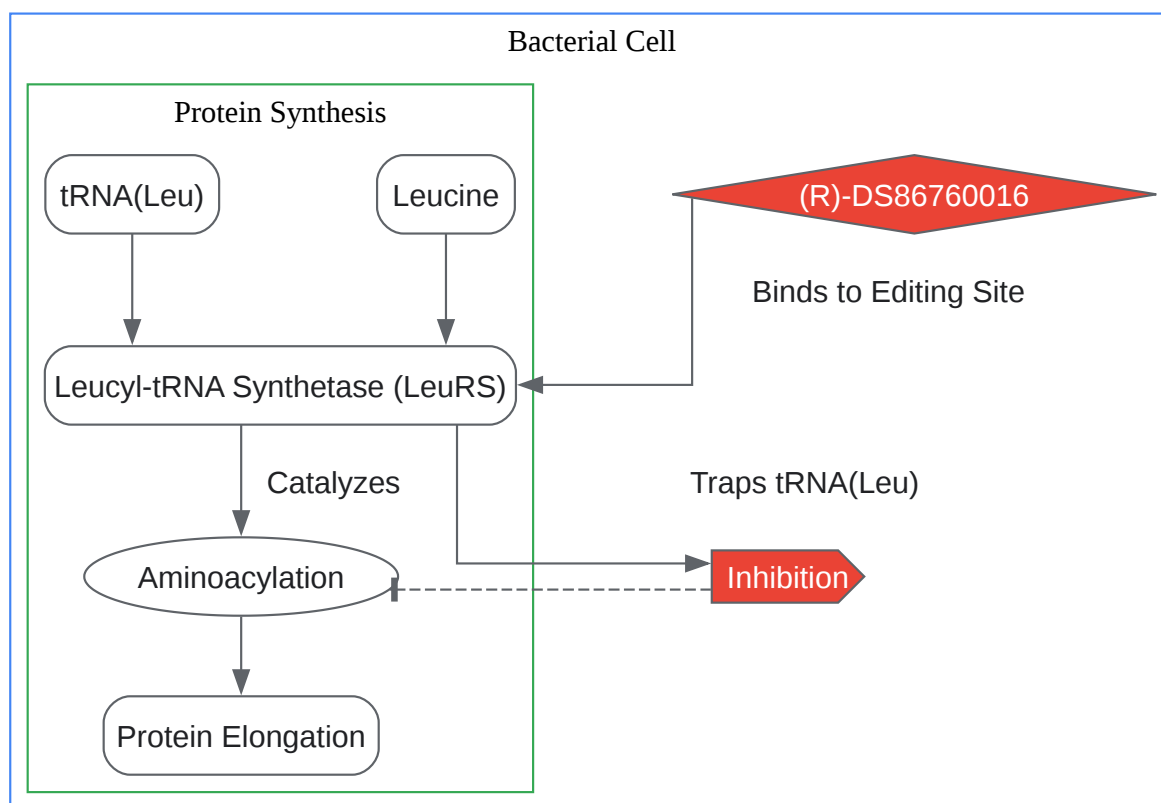 Bacterial Cell
Protein Synthesis
tRNA(Leu)
Leucine
(R)-DS86760016
Binds to Editing Site
Leucyl-tRNA Synthetase (LeuRS)
Catalyzes
Traps tRNA(Leu)
Aminoacylation
Inhibition
Protein Elongation